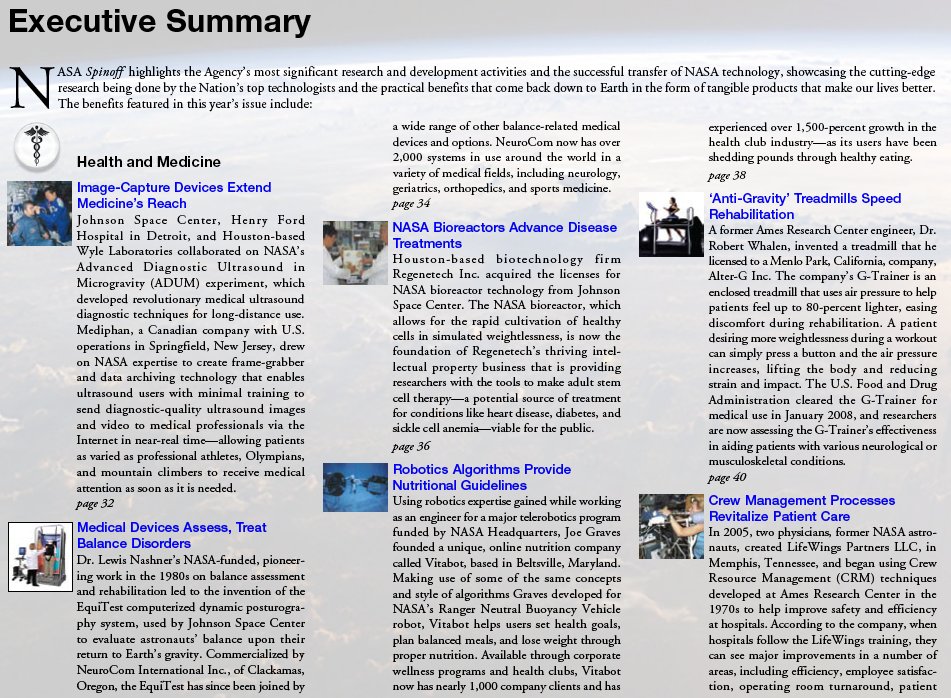 Executive Summary
NASA Spinoff highlights the Agency's most significant research and development activities and the successful transfer of NASA technology, showcasing the cutting-edge
research being done by the Nation's top technologists and the practical benefits that come back down to Earth in the form of tangible products that make our lives better.
The benefits featured in this year's issue include:
Health and Medicine
Image-Capture Devices Extend
Medicine's Reach
Johnson Space Center, Henry Ford
Hospital in Detroit, and Houston-based
Wyle Laboratories collaborated on NASA's
Advanced Diagnostic Ultrasound in
Microgravity (ADUM) experiment, which
developed revolutionary medical ultrasound
diagnostic techniques for long-distance use.
Mediphan, a Canadian company with U.S.
operations in Springfield, New Jersey, drew
on NASA expertise to create frame-grabber
and data archiving technology that enables
ultrasound users with minimal training to
send diagnostic-quality ultrasound images
and video to medical professionals via the
Internet in near real time—allowing patients
as varied as professional athletes, Olympians,
and mountain climbers to receive medical
attention as soon as it is needed.
page 32
Medical Devices Assess, Treat
Balance Disorders
Dr. Lewis Nashner's NASA-funded, pioneer-
ing work in the 1980s on balance assessment
and rehabilitation led to the invention of the
EquiTest computerized dynamic posturogra-
phy system, used by Johnson Space Center
to evaluate astronauts' balance upon their
return to Earth's gravity. Commercialized by
NeuroCom International Inc., of Clackamas,
Oregon, the EquiTest has since been joined by
a wide range of other balance-related medical
devices and options. NeuroCom now has over
2,000 systems in use around the world in a
variety of medical fields, including neurology,
geriatrics, orthopedics, and sports medicine.
page 34
NASA Bioreactors Advance Disease
Treatments
Houston-based biotechnology firm
Regenetech Inc. acquired the licenses for
NASA bioreactor technology from Johnson
Space Center. The NASA bioreactor, which
allows for the rapid cultivation of healthy
cells in simulated weightlessness, is now the
foundation of Regenetech's thriving intel-
lectual property business that is providing
researchers with the tools to make adult stem
cell therapy—a potential source of treatment
for conditions like heart disease, diabetes, and
sickle cell anemia—viable for the public.
page 36
Robotics Algorithms Provide
Nutritional Guidelines
Using robotics expertise gained while working
as an engineer for a major telerobotics program
funded by NASA Headquarters, Joe Graves
founded a unique, online nutrition company
called Vitabot, based in Beltsville, Maryland.
Making use of some of the same concepts
and style of algorithms Graves developed for
NASA's Ranger Neutral Buoyancy Vehicle
robot, Vitabot helps users set health goals,
plan balanced meals, and lose weight through
proper nutrition. Available through corporate
wellness programs and health clubs, Vitabot
now has nearly 1,000 company clients and has
experienced over 1,500-percent growth in the
health club industry—as its users have been
shedding pounds through healthy eating.
page 38
'Anti-Gravity' Treadmills Speed
Rehabilitation
A former Ames Research Center engineer, Dr.
Robert Whalen, invented a treadmill that he
licensed to a Menlo Park, California, company,
Alter-G Inc. The company's G-Trainer is an
enclosed treadmill that uses air pressure to help
patients feel up to 80-percent lighter, easing
discomfort during rehabilitation. A patient
desiring more weightlessness during a workout
can simply press a button and the air pressure
increases, lifting the body and reducing
strain and impact. The U.S. Food and Drug
Administration cleared the G-Trainer for
medical use in January 2008, and researchers
are now assessing the G-Trainer's effectiveness
in aiding patients with various neurological or
musculoskeletal conditions.
page 40
Crew Management Processes
Revitalize Patient Care
In 2005, two physicians, former NASA astro-
nauts, created LifeWings Partners LLC, in
Memphis, Tennessee, and began using Crew
Resource Management (CRM) techniques
developed at Ames Research Center in the
1970s to help improve safety and efficiency
at hospitals. According to the company, when
hospitals follow the LifeWings training, they
can see major improvements in a number of
areas, including efficiency, employee satisfac-
tion, operating room turnaround, patient